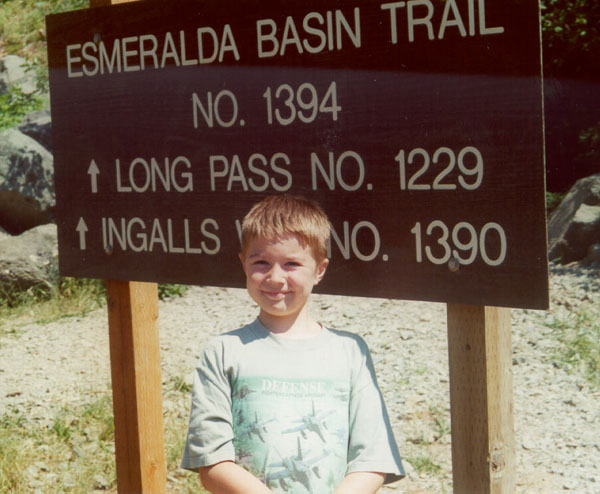 ESMERALDA BASIN TRAIL
NO. 1394
↑ LONG PASS NO. 1229
↑ INGALLS NO. 1390
DEFENSE